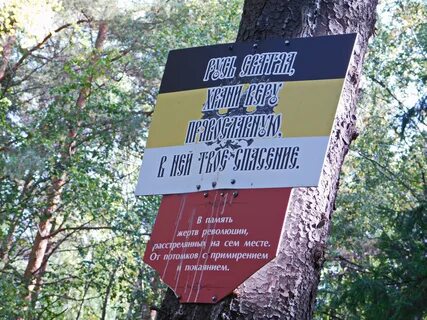 РУСЬ СВЯТАЯ,
ХРАНИ ВЕРУ
ПРАВОСЛАВНУЮ,
В НЕЙ ТВОЕ СПАСЕНИЕ.
В память
жертв революции,
расстрелянных на сем месте.
От потомков с примирением
и покаянием.